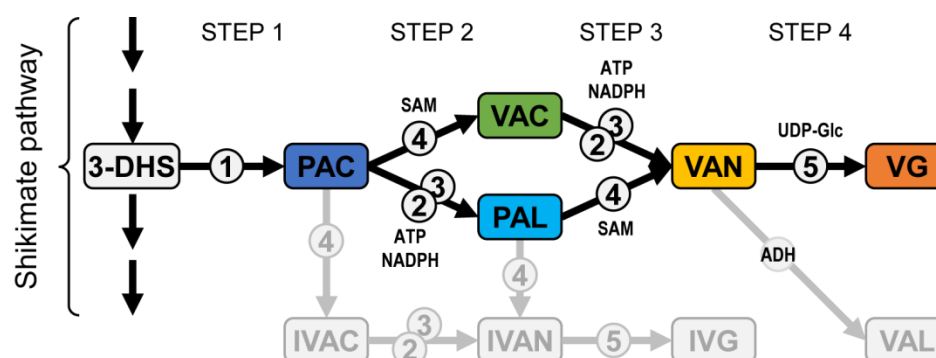 STEP 1 STEP 2 STEP 3 STEP 4
Shikimate pathway
ATP
NADPH
SAM
VAC
3
2
4
UDP-Glc
3-DHS 1 PAC VAN 5 VG
3
2
PAL
4
SAM
ATP
NADPH
4
4
ADH
IVAC
3
2
IVAN 5 IVG VAL